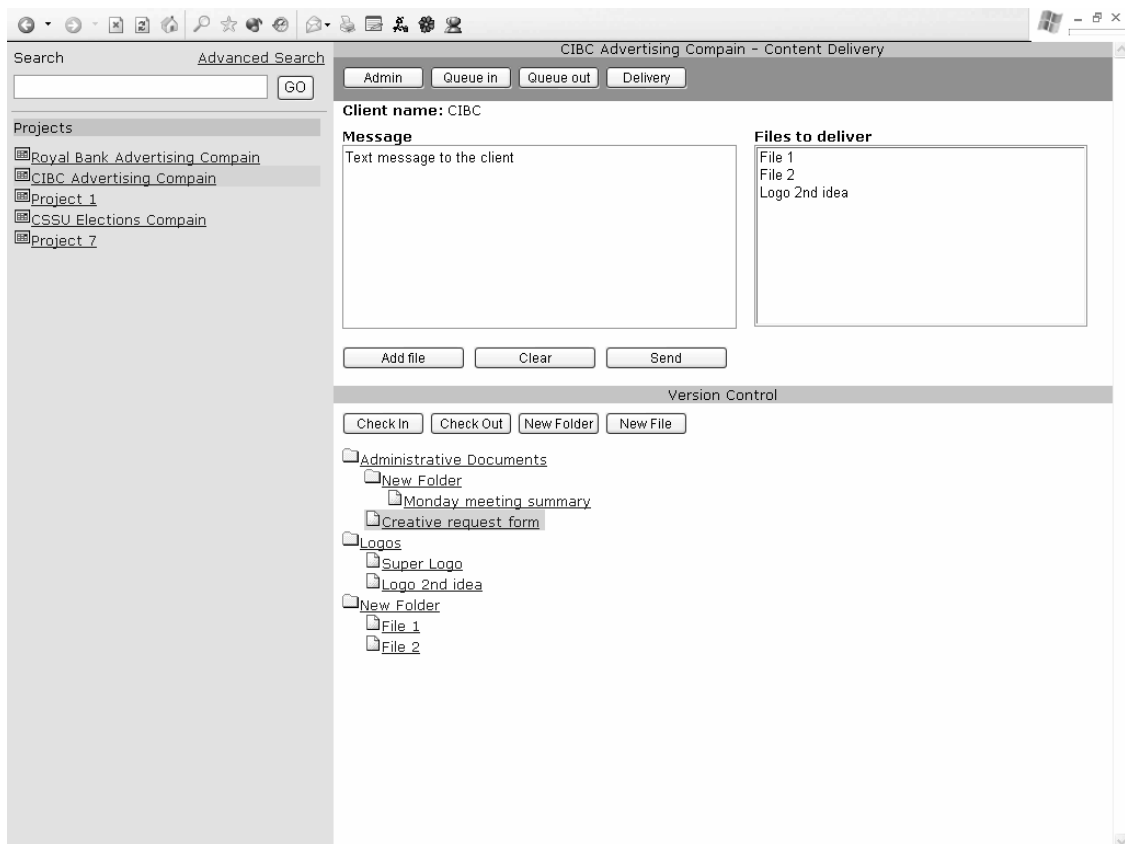 Search Advanced Search
GO
Projects
Royal Bank Advertising Compain
CIBC Advertising Compain
Project 1
CSSU Elections Compain
Project 7
CIBC Advertising Compain - Content Delivery
Admin Queue in Queue out Delivery
Client name: CIBC
Message
Text message to the client
Files to deliver
File 1
File 2
Logo 2nd idea
Add file Clear Send
Version Control
Check In Check Out New Folder New File
Administrative Documents
New Folder
Monday meeting summary
Creative request form
Logos
Super Logo
Logo 2nd idea
New Folder
File 1
File 2